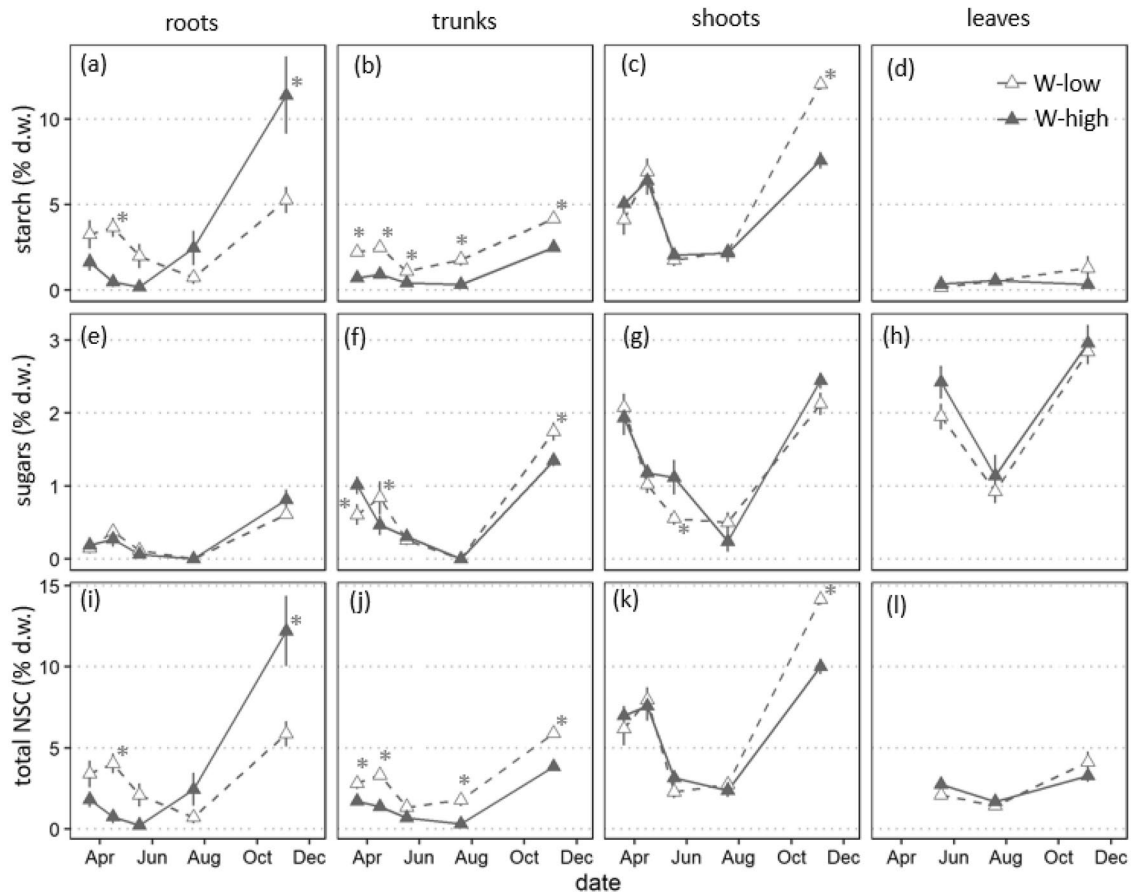 roots trunks shoots leaves
(a) (b) (c) (d)
W-low
W-high
starch (% d.w.)
10
5
0
* * * * * * * *
(e) (f) (g) (h)
sugars (% d.w.)
3
2
1
0
* * * *
(i) (j) (k) (l)
total NSC (% d.w.)
15
10
5
0
* * * * * * *
Apr Jun Aug Oct Dec Apr Jun Aug Oct Dec Apr Jun Aug Oct Dec Apr Jun Aug Oct Dec
date